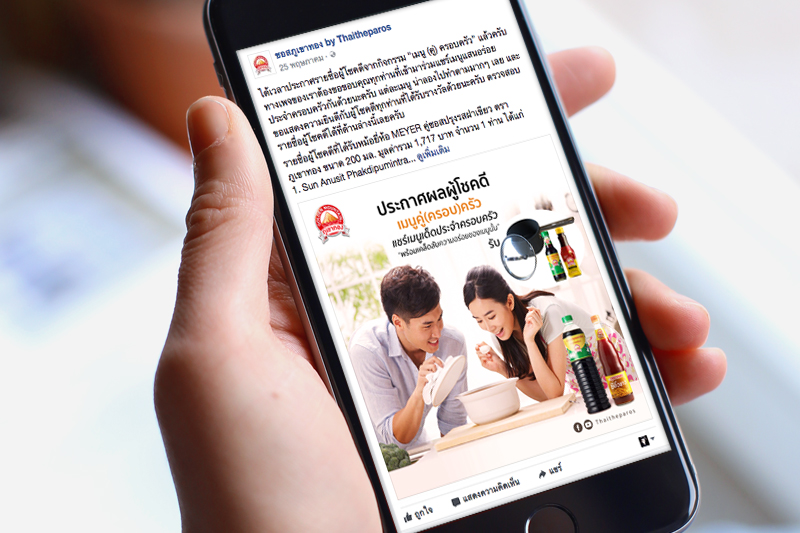 ซอสภูเขาทอง by Thaitheparos
25 พฤษภาคม
ได้เวลาประกาศรายชื่อผู้โชคดีจากกิจกรรม "เมนู (คู่) ครอบครัว" แล้วครับ
ทางเพจของเราต้องขอขอบคุณทุกท่านที่เข้ามาร่วมแชร์เมนูแสนอร่อย
ประจำครอบครัวกันด้วยนะครับ แต่ละเมนู น่าลองไปทำตามมากๆ เลย และ
ขอแสดงความยินดีกับผู้โชคดีทุกท่านที่ได้รับรางวัลด้วยนะครับ ตรวจสอบ
รายชื่อผู้โชคดีได้ที่ด้านล่างนี้เลยครับ
รายชื่อผู้โชคดีที่ได้รับหม้อยี่ห้อ MEYER คู่ซอสปรุงรสฝาเขียว ตรา
ภูเขาทอง ขนาด 200 มล. มูลค่ารวม 1,717 บาท จำนวน 1 ท่าน ได้แก่
1. Sun Anusit Phakdipumintra... ดูเพิ่มเติม
ภูเขาทอง
ประกาศผลผู้โชคดี
เมนูคู่(ครอบ)ครัว
แชร์เมนูเด็ดประจำครอบครัว
"พร้อมเคล็ดลับความอร่อยของเมนูนั้น"
รับ
Thaitheparos
ถูกใจ แสดงความคิดเห็น แชร์